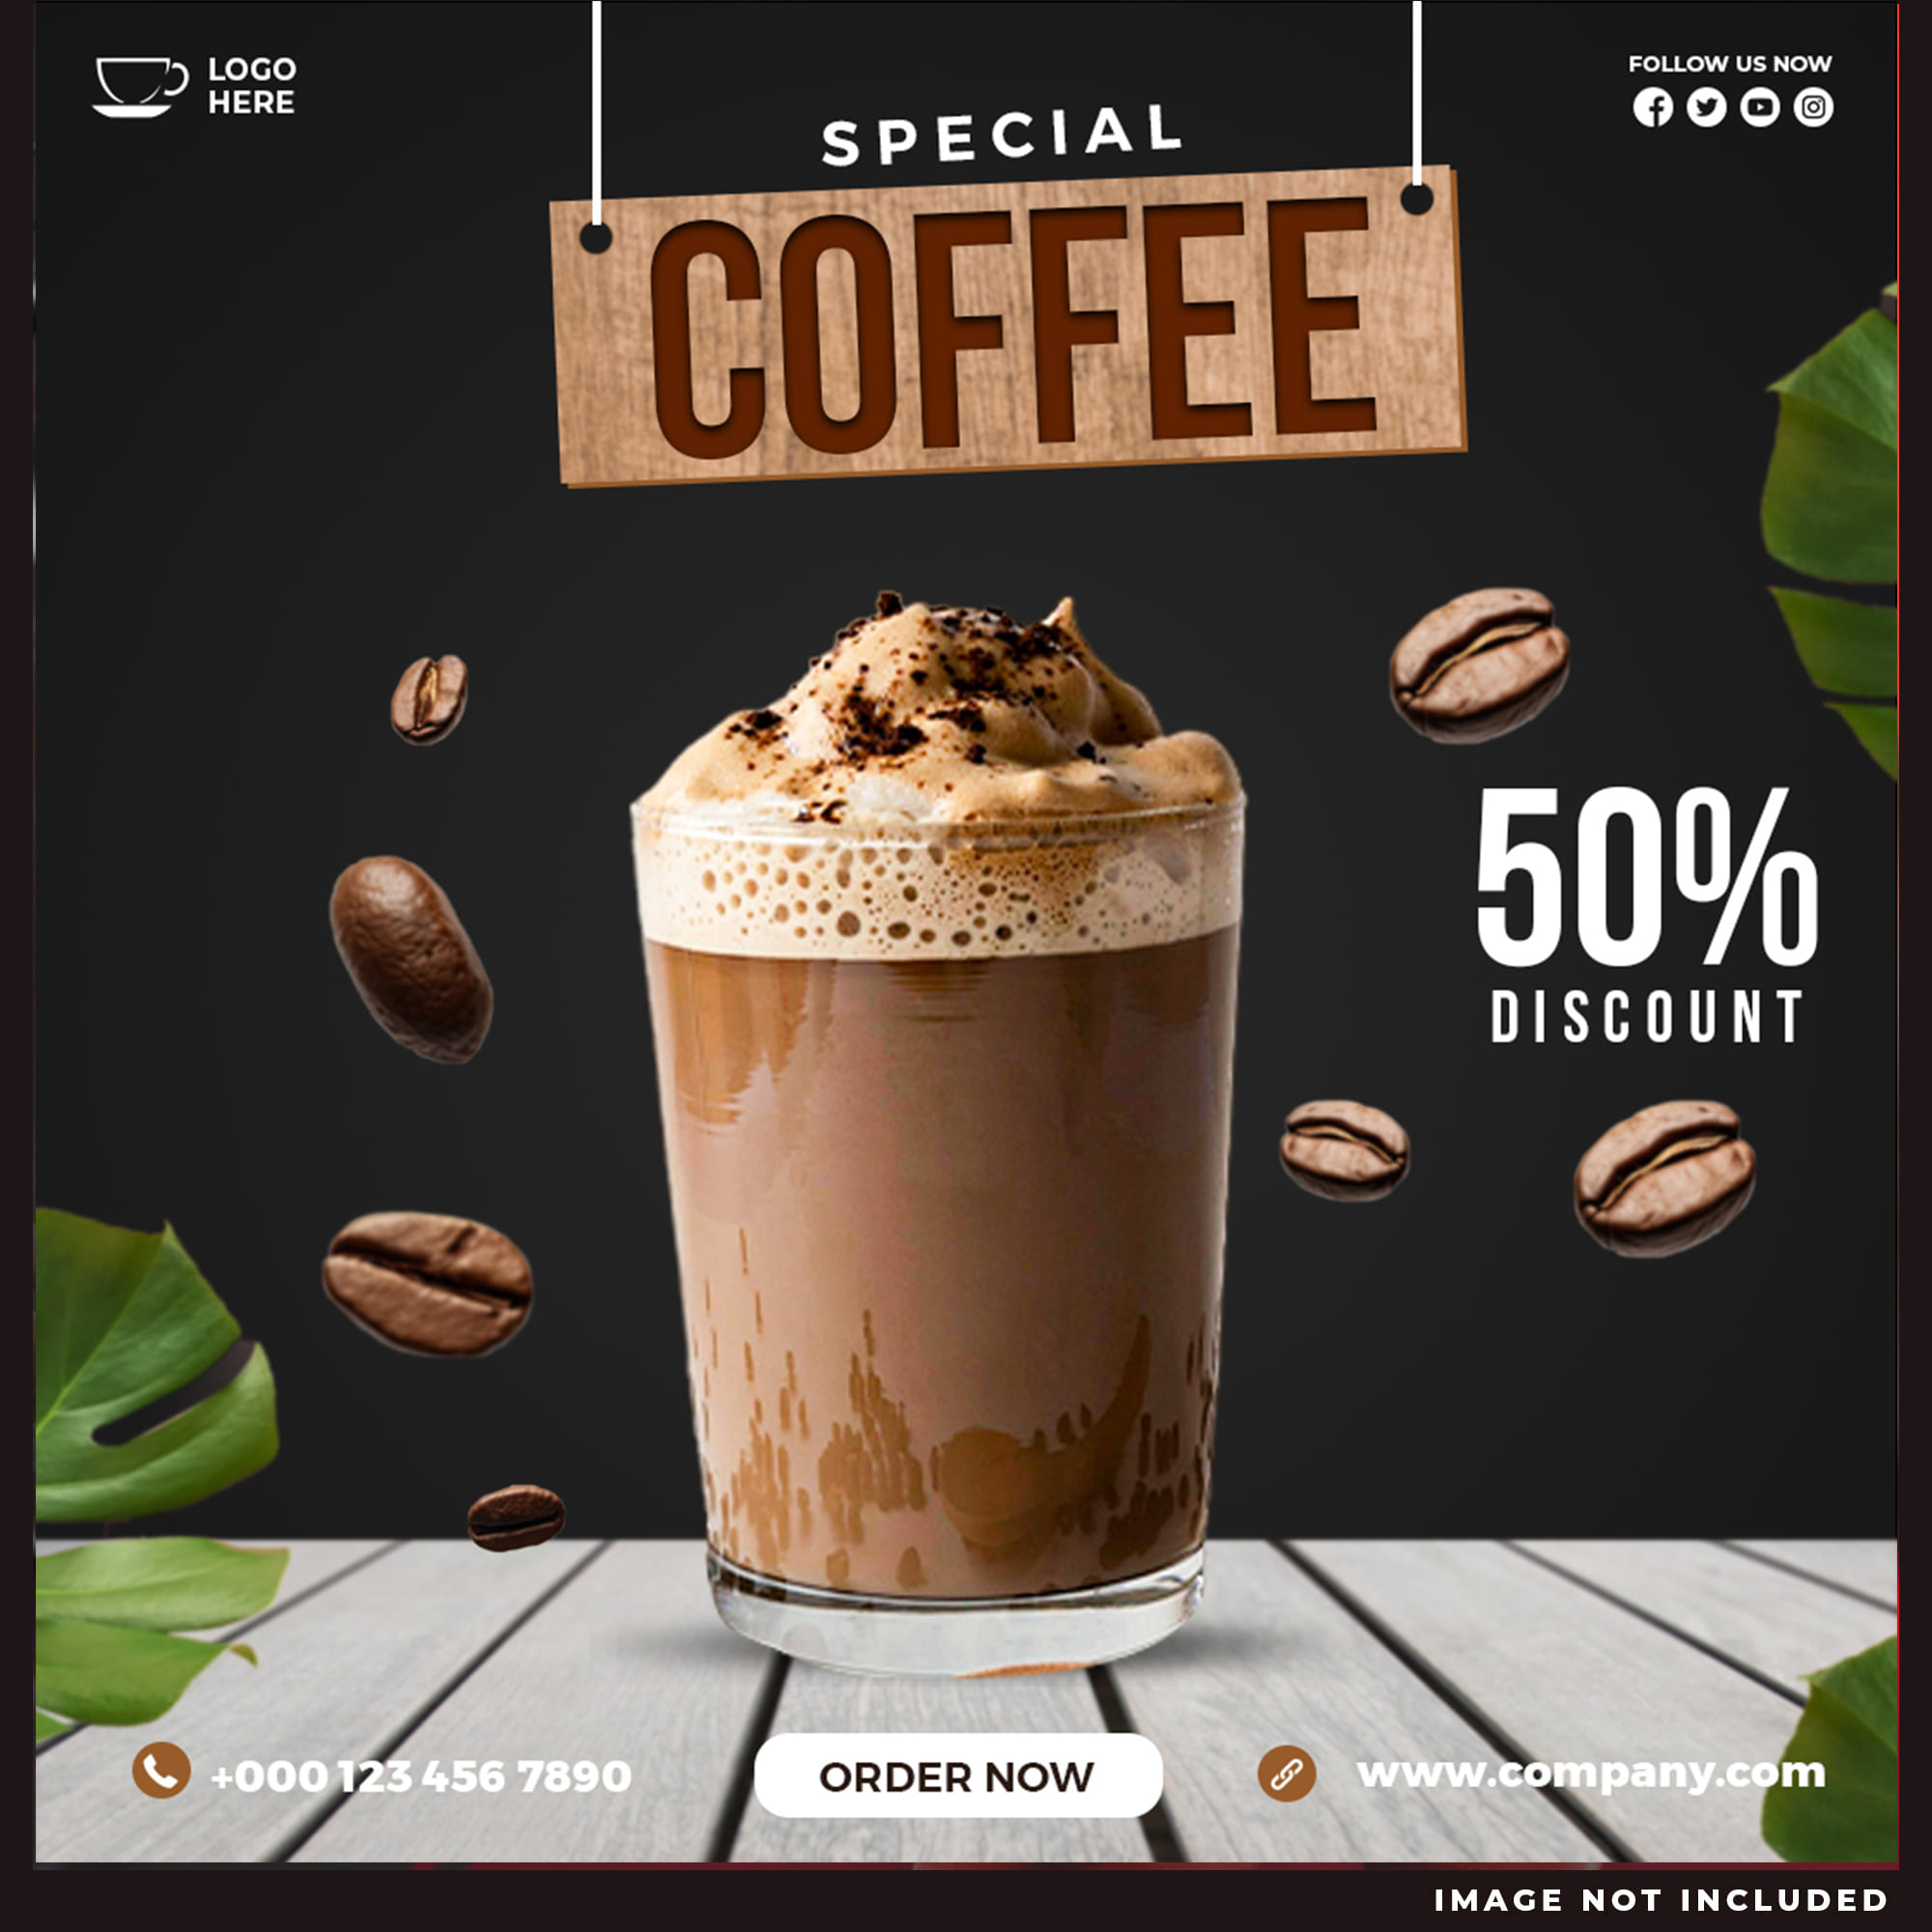 LOGO
HERE
FOLLOW US NOW
SPECIAL
COFFEE
50%
DISCOUNT
+000 123 456 7890
ORDER NOW
www.company.com
IMAGE NOT INCLUDED